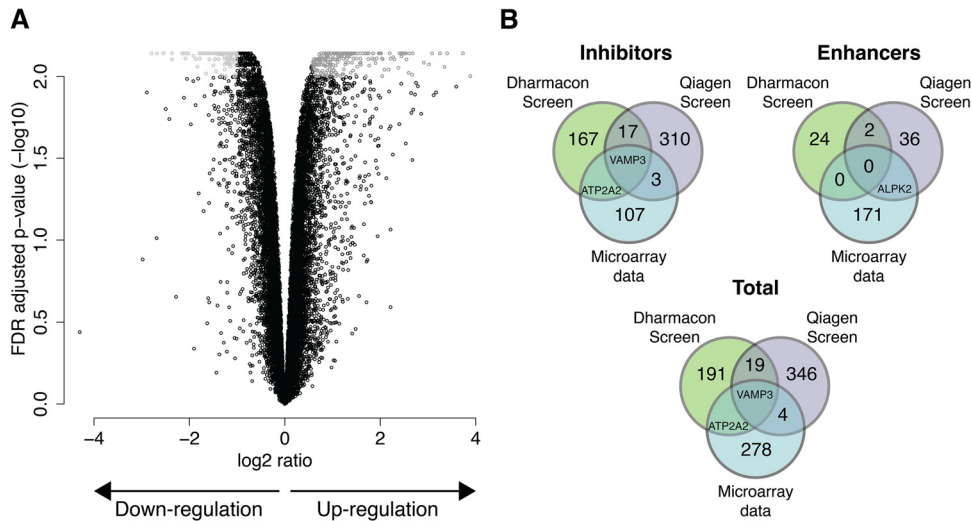 A
FDR adjusted p-value (−log10)
2.0
1.5
1.0
0.5
0.0
−4
−2
0
2
4
log2 ratio
Down-regulation
Up-regulation
B
Inhibitors
Dharmacon
Screen
Qiagen
Screen
167
17
310
VAMP3
ATP2A2
3
107
Microarray
data
Enhancers
Dharmacon
Screen
Qiagen
Screen
24
2
36
0
0
ALPK2
171
Microarray
data
Total
Dharmacon
Screen
Qiagen
Screen
191
19
346
VAMP3
ATP2A2
4
278
Microarray
data